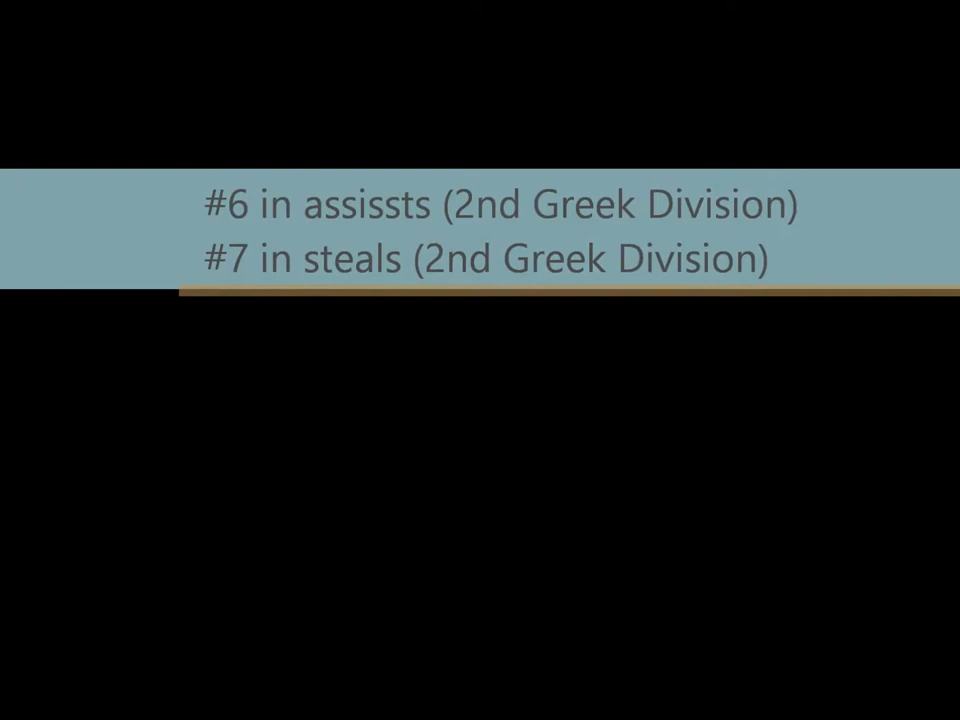 #6 in assissts (2nd Greek Division)
#7 in steals (2nd Greek Division)